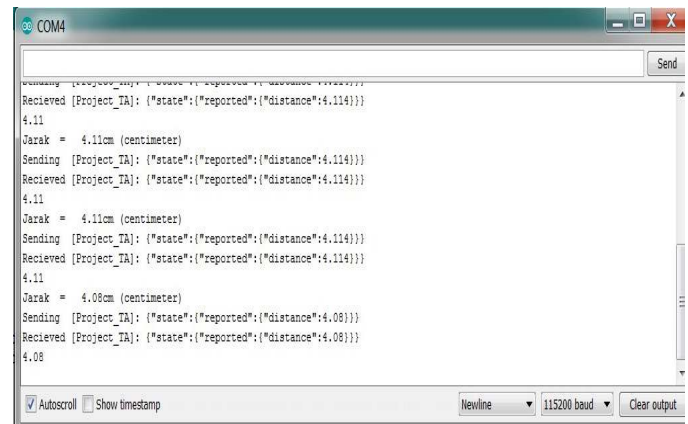 COM4
Send
Recieved [Project_TA]: {"state":{"reported":{"distance":4.114}}}
4.11
Jarak = 4.11cm (centimeter)
Sending [Project_TA]: {"state":{"reported":{"distance":4.114}}}
Recieved [Project_TA]: {"state":{"reported":{"distance":4.114}}}
4.11
Jarak = 4.11cm (centimeter)
Sending [Project_TA]: {"state":{"reported":{"distance":4.114}}}
Recieved [Project_TA]: {"state":{"reported":{"distance":4.114}}}
4.11
Jarak = 4.08cm (centimeter)
Sending [Project_TA]: {"state":{"reported":{"distance":4.08}}}
Recieved [Project_TA]: {"state":{"reported":{"distance":4.08}}}
4.08
Autoscroll Show timestamp Newline 115200 baud Clear output